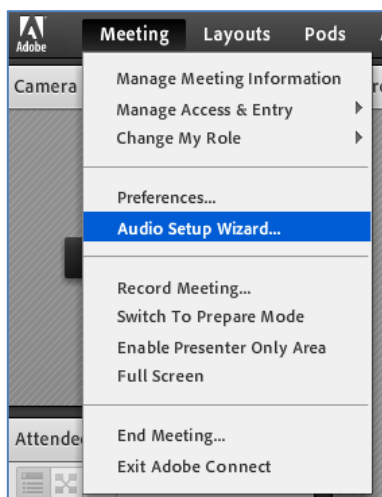 Adobe
Meeting Layouts Pods
Camera
Manage Meeting Information
Manage Access & Entry
Change My Role
Preferences...
Audio Setup Wizard...
Record Meeting...
Switch To Prepare Mode
Enable Presenter Only Area
Full Screen
Attende
End Meeting...
Exit Adobe Connect